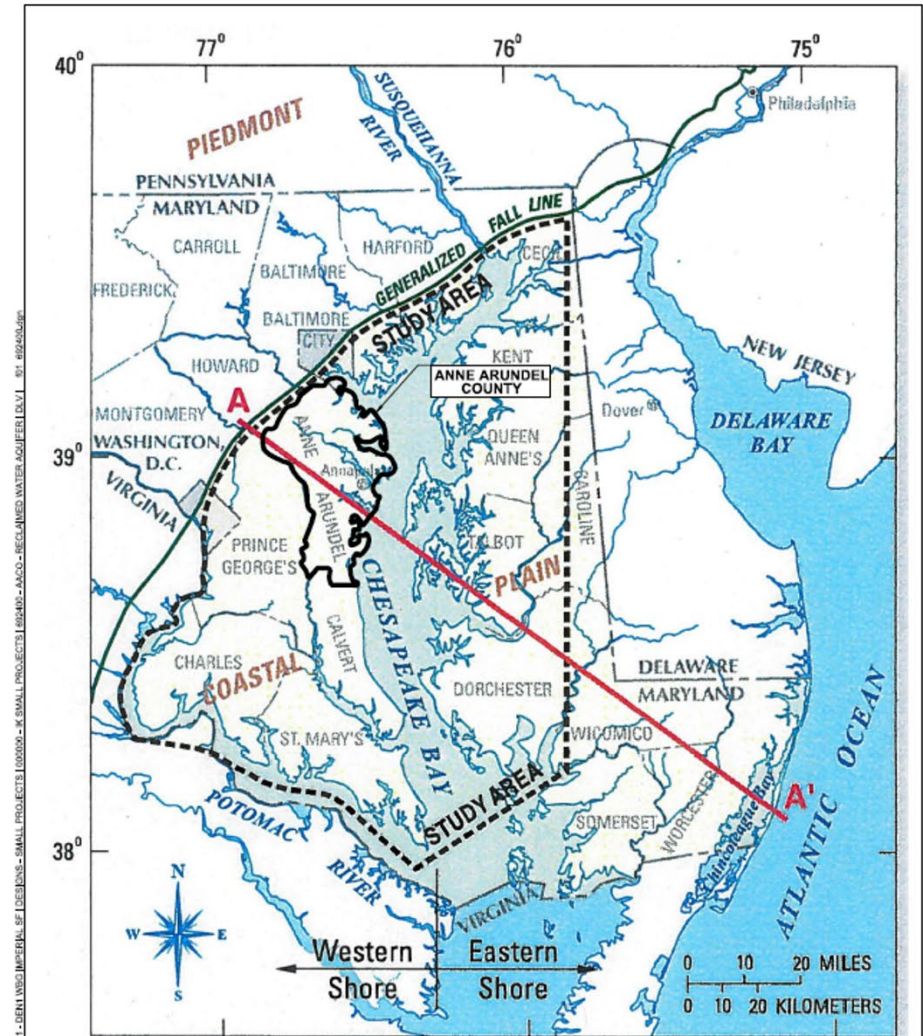 77°
76°
75°
40°
SUSQUEHANNA
RIVER
Philadelphia
PIEDMONT
PENNSYLVANIA
MARYLAND
FALL LINE
GENERALIZED
CARROLL
HARFORD
CECIL
BALTIMORE
FREDERICK
STUDY AREA
BALTIMORE
CITY
NEW JERSEY
HOWARD
KENT
ANNE ARUNDEL
COUNTY
A
MONTGOMERY
Dover
DELAWARE
BAY
39°
WASHINGTON,
D.C.
ANNE
ARUNDEL
Annapolis
QUEEN
ANNE'S
CAROLINE
VIRGINIA
PRINCE
GEORGE'S
TALBOT
PLAIN
CHESAPEAKE BAY
CALVERT
CHARLES
COASTAL
DORCHESTER
DELAWARE
MARYLAND
ST. MARY'S
WICOMICO
STUDY AREA
SOMERSET
WORCESTER
Chincoteague Bay
A'
ATLANTIC OCEAN
38°
POTOMAC
RIVER
VIRGINIA
N
W
E
S
Western
Shore
Eastern
Shore
0 10 20 MILES
0 10 20 KILOMETERS